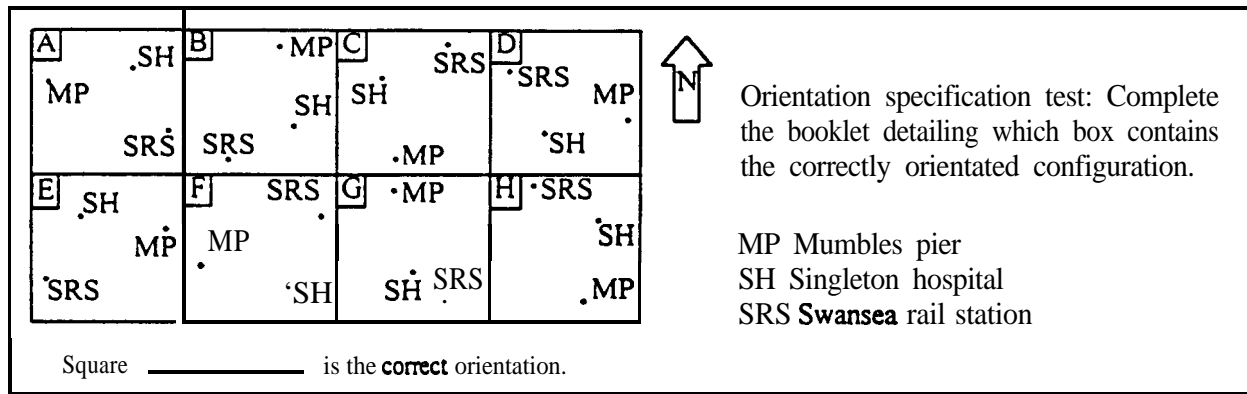 A .SH B ·MP C SRS D ·SRS
·MP SH SH MP
SRS SRS ·MP SH
E SH F SRS G ·MP H ·SRS
MP MP SH
SRS 'SH SH SRS .MP
N
Orientation specification test: Complete
the booklet detailing which box contains
the correctly orientated configuration.
MP Mumbles pier
SH Singleton hospital
SRS Swansea rail station
Square ____________ is the correct orientation.